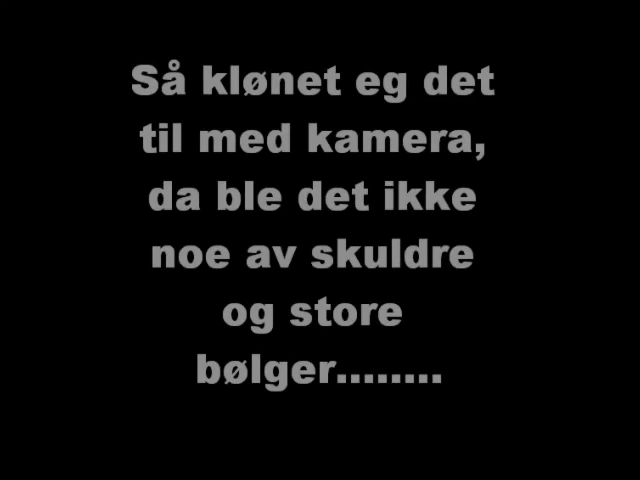 Så klønet eg det
til med kamera,
da ble det ikke
noe av skuldre
og store
bølger........